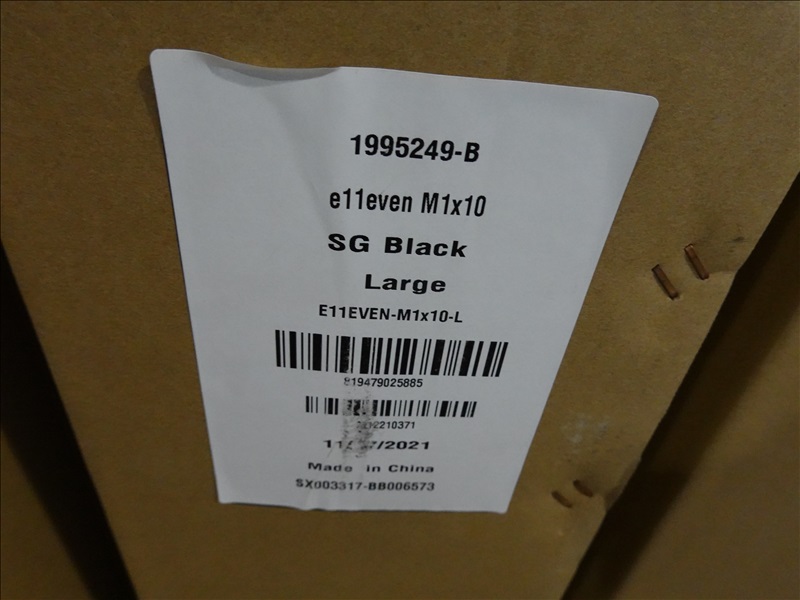 1995249-B
e11even M1x10
SG Black
Large
E11EVEN-M1x10-L
819479025885
Made in China
SX003317-BB006573